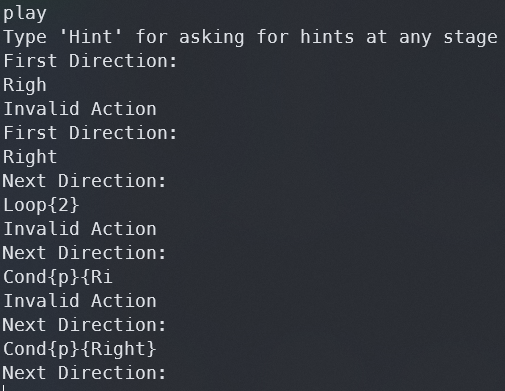 play
Type 'Hint' for asking for hints at any stage
First Direction:
Righ
Invalid Action
First Direction:
Right
Next Direction:
Loop{2}
Invalid Action
Next Direction:
Cond{p}{Ri
Invalid Action
Next Direction:
Cond{p}{Right}
Next Direction: